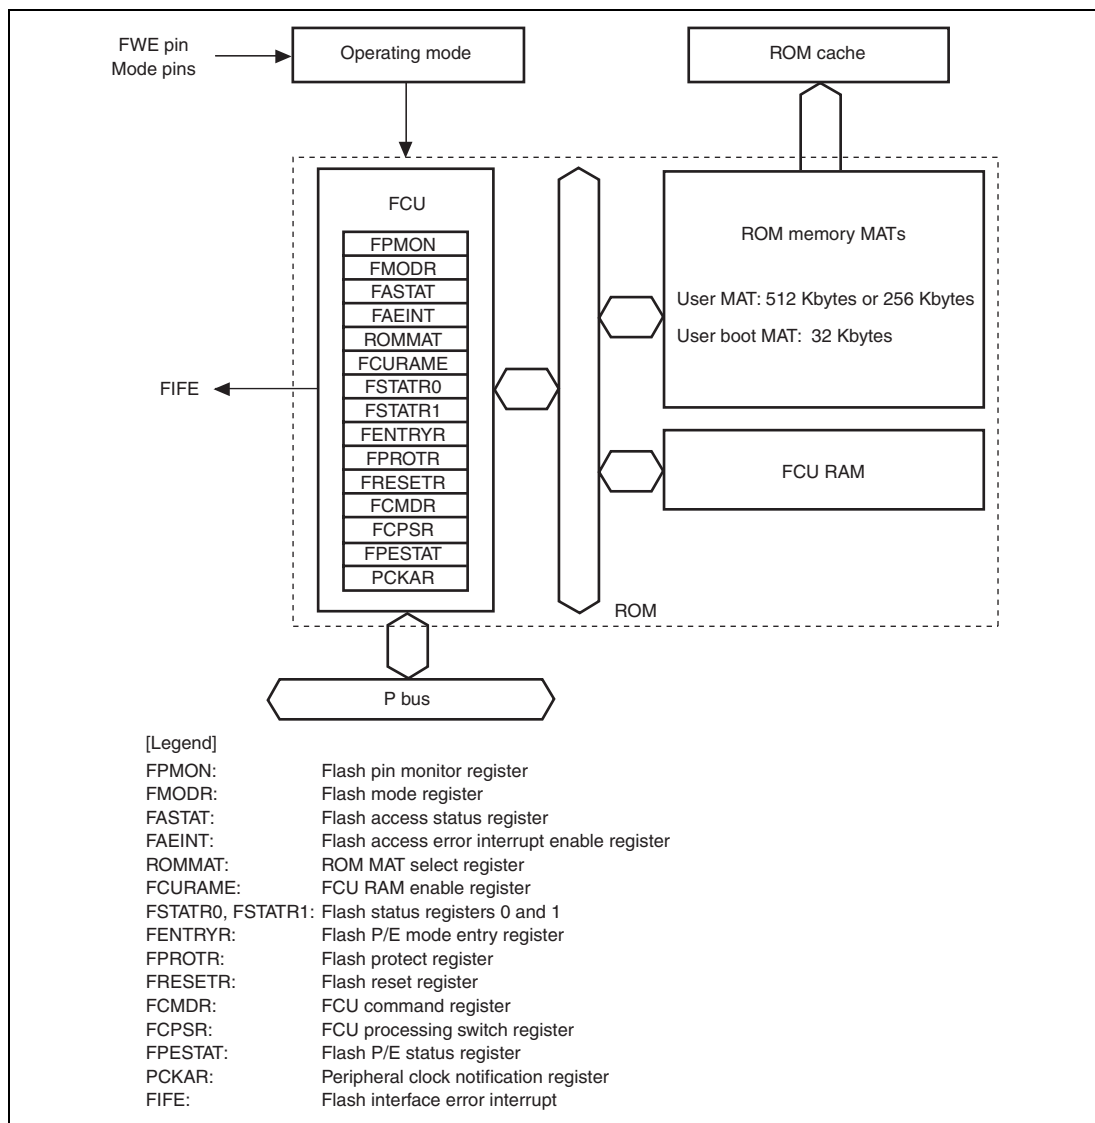 FWE pin
Mode pins
Operating mode
ROM cache
FCU
FPMON
FMODR
FASTAT
FAEINT
ROMMAT
FCURAME
FSTATR0
FSTATR1
FENTRYR
FPROTR
FRESETR
FCMDR
FCPSR
FPESTAT
PCKAR
FIFE
ROM memory MATs
User MAT: 512 Kbytes or 256 Kbytes
User boot MAT: 32 Kbytes
FCU RAM
ROM
P bus
[Legend]
FPMON: Flash pin monitor register
FMODR: Flash mode register
FASTAT: Flash access status register
FAEINT: Flash access error interrupt enable register
ROMMAT: ROM MAT select register
FCURAME: FCU RAM enable register
FSTATR0, FSTATR1: Flash status registers 0 and 1
FENTRYR: Flash P/E mode entry register
FPROTR: Flash protect register
FRESETR: Flash reset register
FCMDR: FCU command register
FCPSR: FCU processing switch register
FPESTAT: Flash P/E status register
PCKAR: Peripheral clock notification register
FIFE: Flash interface error interrupt